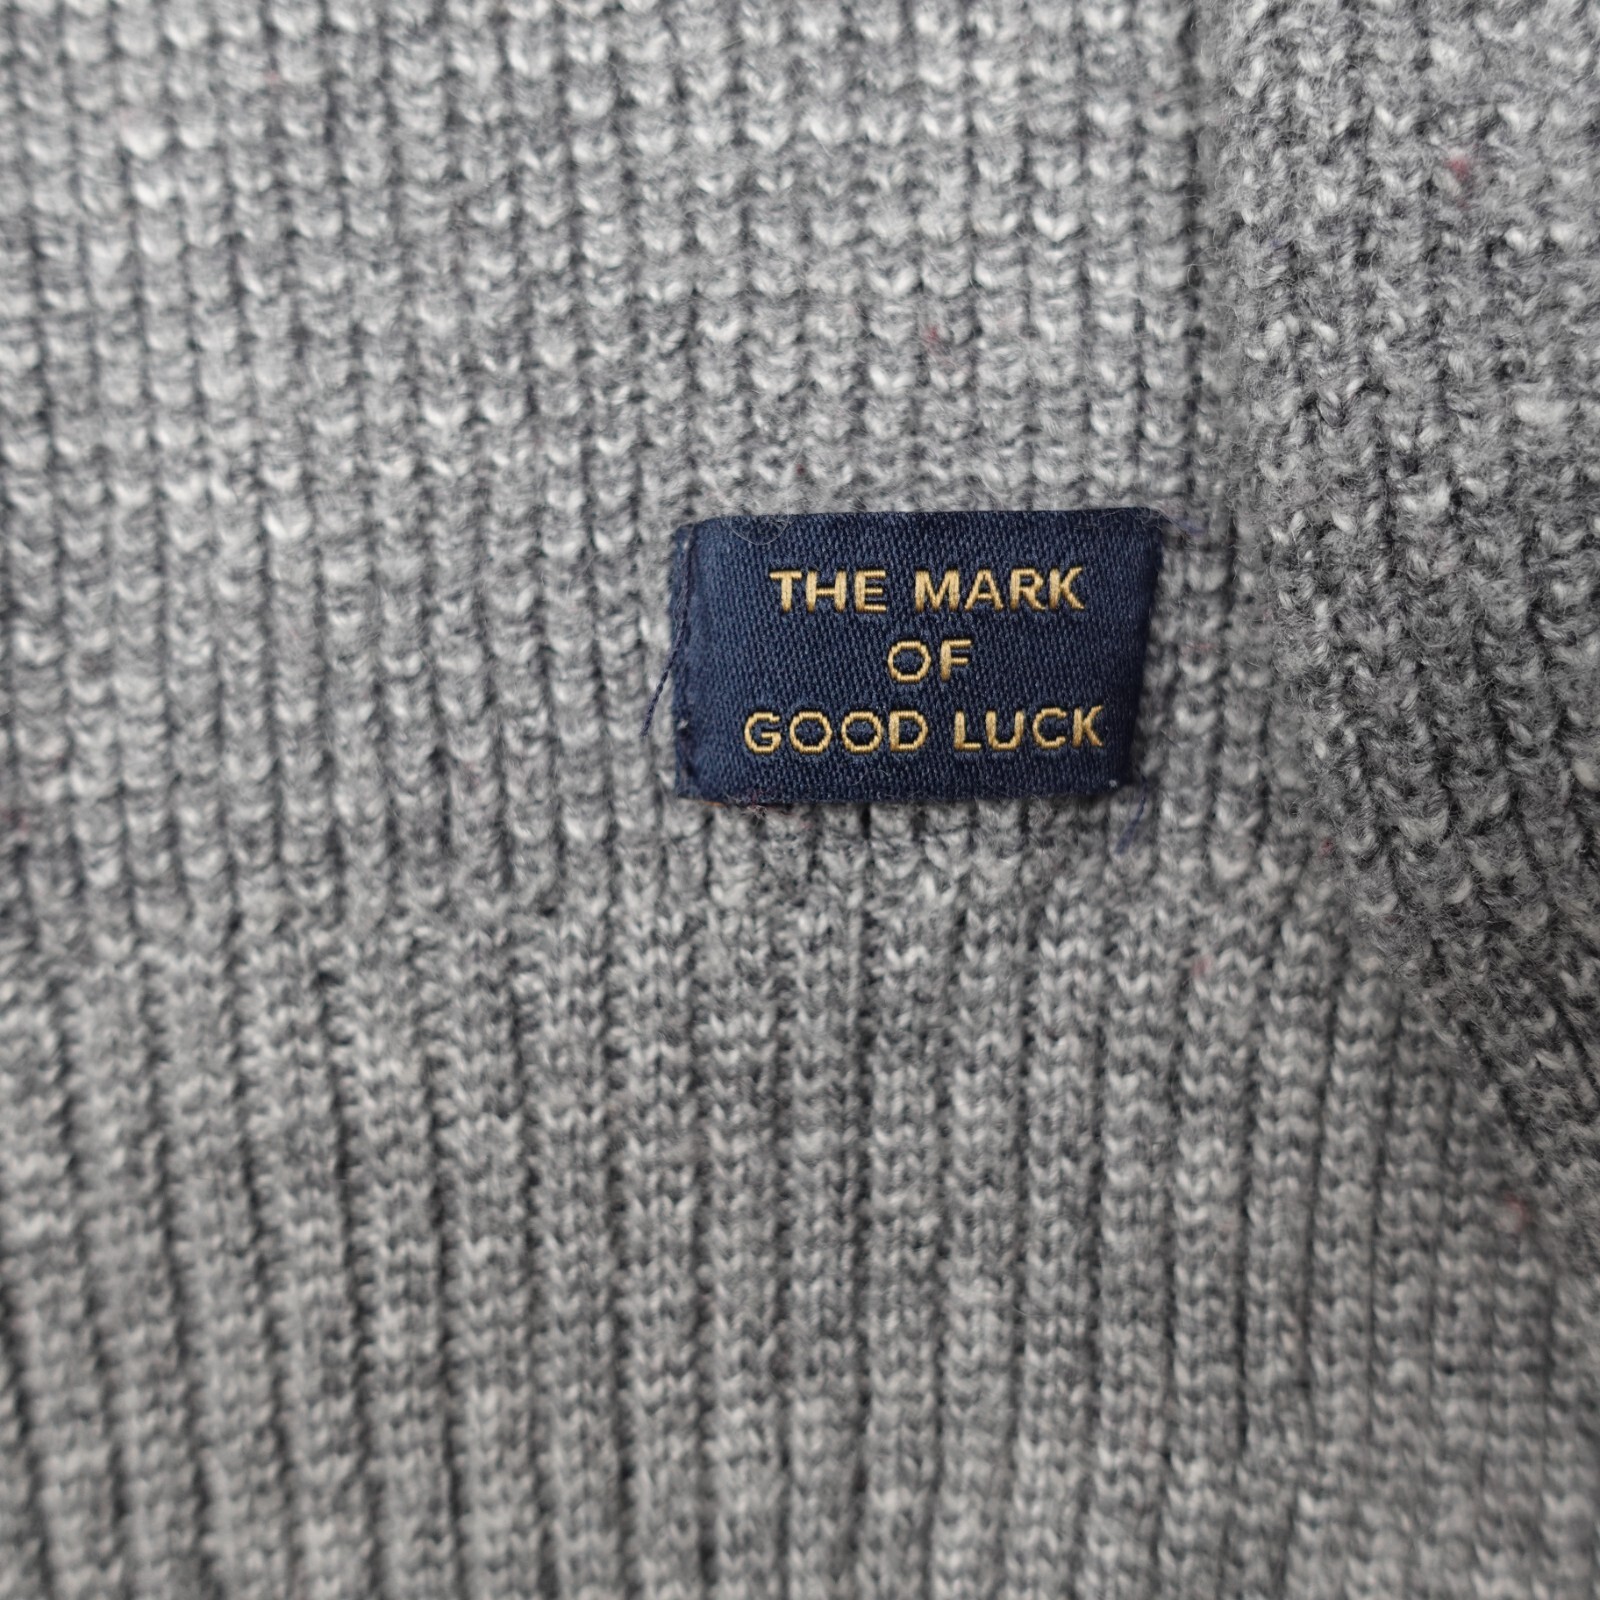 THE MARK
OF
GOOD LUCK